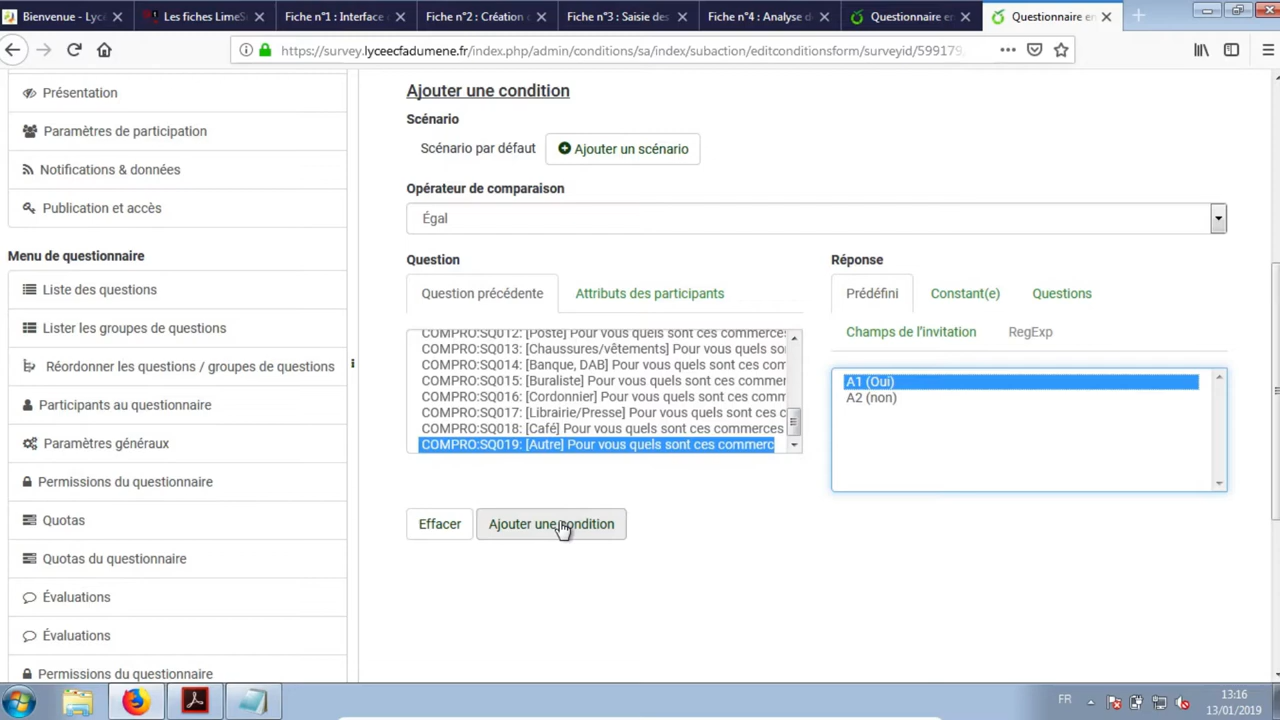 Bienvenue - Lyc
Les fiches LimeS
Fiche n°1 : Interface
Fiche n°2 : Création
Fiche n°3 : Saisie des
Fiche n°4 : Analyse d
Questionnaire en
Questionnaire en
https://survey.lyceecfadumene.fr/index.php/admin/conditions/sa/index/subaction/editconditionsform/surveyid/599179
Présentation
Paramètres de participation
Notifications & données
Publication et accès
Menu de questionnaire
Liste des questions
Lister les groupes de questions
Réordonner les questions / groupes de questions
Participants au questionnaire
Paramètres généraux
Permissions du questionnaire
Quotas
Quotas du questionnaire
Évaluations
Évaluations
Permissions du questionnaire
Ajouter une condition
Scénario
Scénario par défaut
Ajouter un scénario
Opérateur de comparaison
Égal
Question
Question précédente
Attributs des participants
COMPRO:SQ012: [Poste] Pour vous quels sont ces commerces
COMPRO:SQ013: [Chaussures/vêtements] Pour vous quels so
COMPRO:SQ014: [Banque, DAB] Pour vous quels sont ces com
COMPRO:SQ015: [Buraliste] Pour vous quels sont ces commer
COMPRO:SQ016: [Cordonnier] Pour vous quels sont ces comm
COMPRO:SQ017: [Librairie/Presse] Pour vous quels sont ces c
COMPRO:SQ018: [Café] Pour vous quels sont ces commerces
COMPRO:SQ019: [Autre] Pour vous quels sont ces commerc
Réponse
Prédéfini
Constant(e)
Questions
Champs de l'invitation
RegExp
A1 (Oui)
A2 (non)
Effacer
Ajouter une condition
FR
13:16
13/01/2019